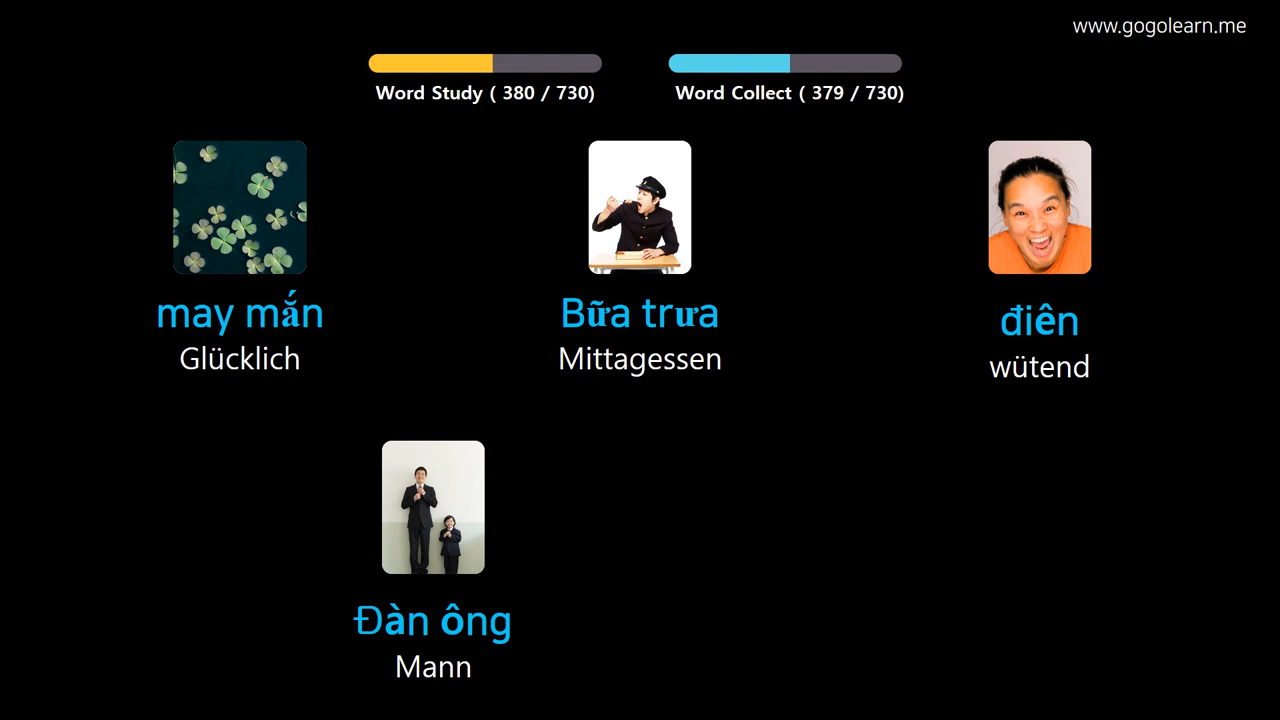 www.gogolearn.me
Word Study ( 380 / 730)
Word Collect ( 379 / 730)
may mắn
Glücklich
Bữa trưa
Mittagessen
điên
wütend
Đàn ông
Mann